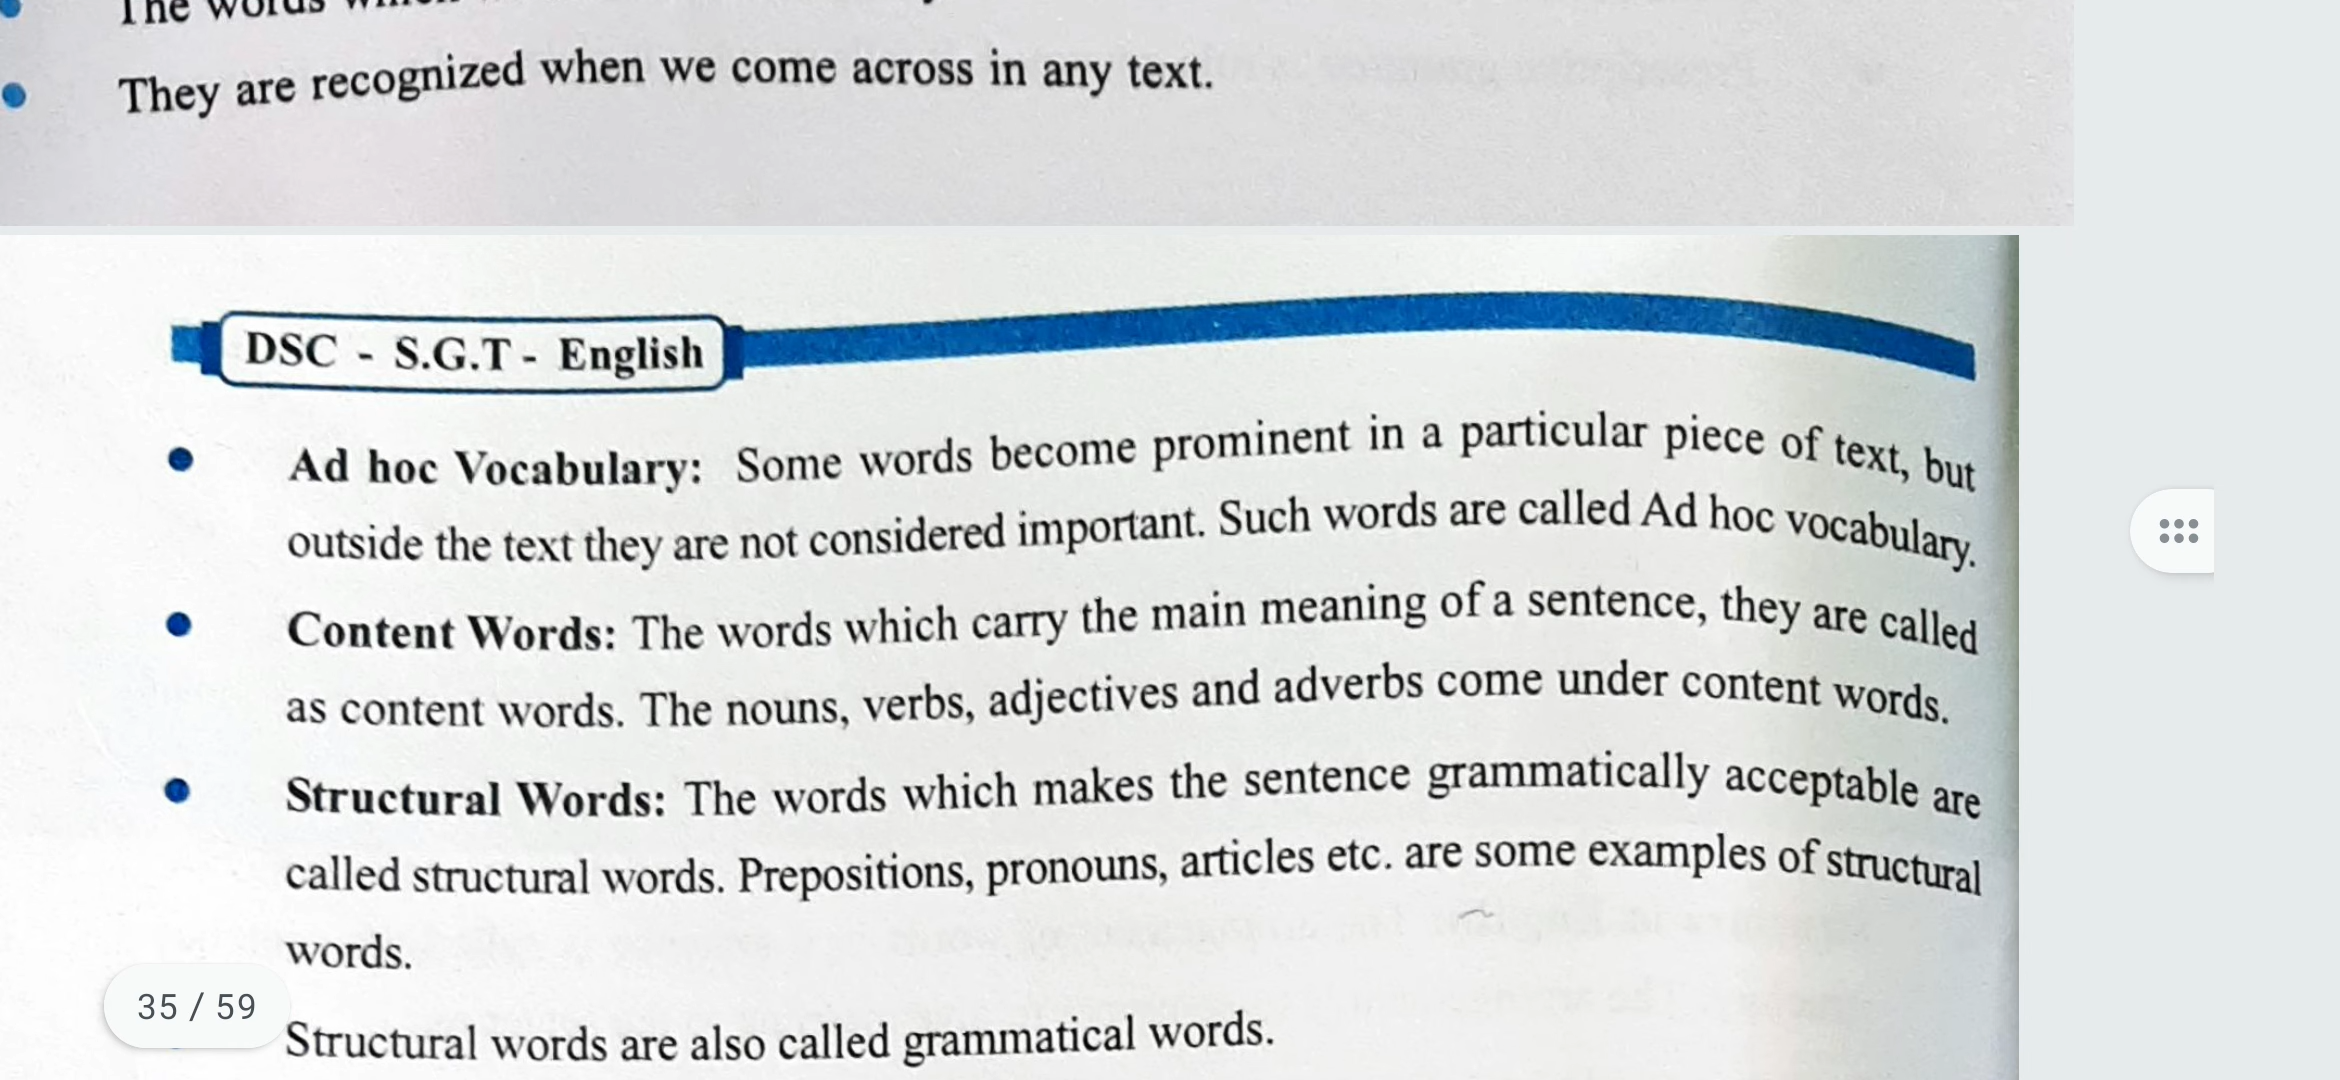 The words
They are recognized when we come across in any text.
DSC - S.G.T - English
Ad hoc Vocabulary: Some words become prominent in a particular piece of text, but
outside the text they are not considered important. Such words are called Ad hoc vocabulary.
Content Words: The words which carry the main meaning of a sentence, they are called
as content words. The nouns, verbs, adjectives and adverbs come under content words.
Structural Words: The words which makes the sentence grammatically acceptable are
called structural words. Prepositions, pronouns, articles etc. are some examples of structural
words.
35 / 59
Structural words are also called grammatical words.